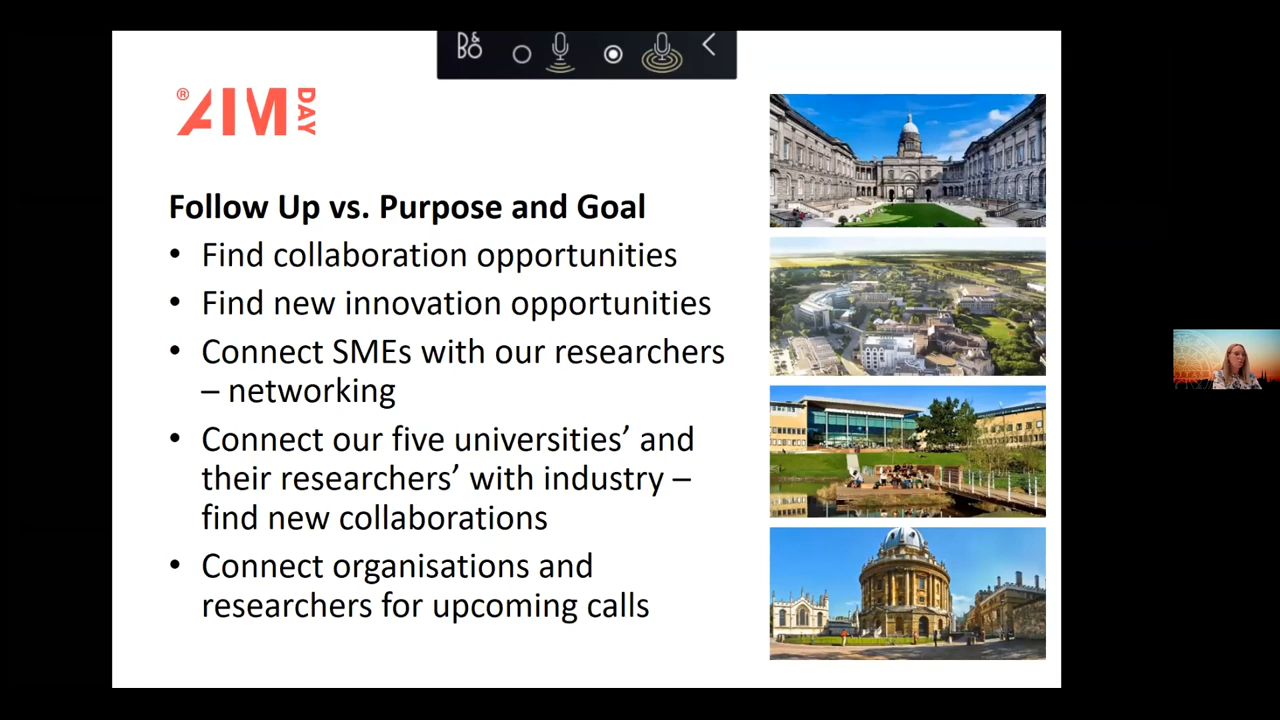 B&O
® AIM DAY
Follow Up vs. Purpose and Goal
• Find collaboration opportunities
• Find new innovation opportunities
• Connect SMEs with our researchers
– networking
• Connect our five universities’ and
their researchers’ with industry –
find new collaborations
• Connect organisations and
researchers for upcoming calls